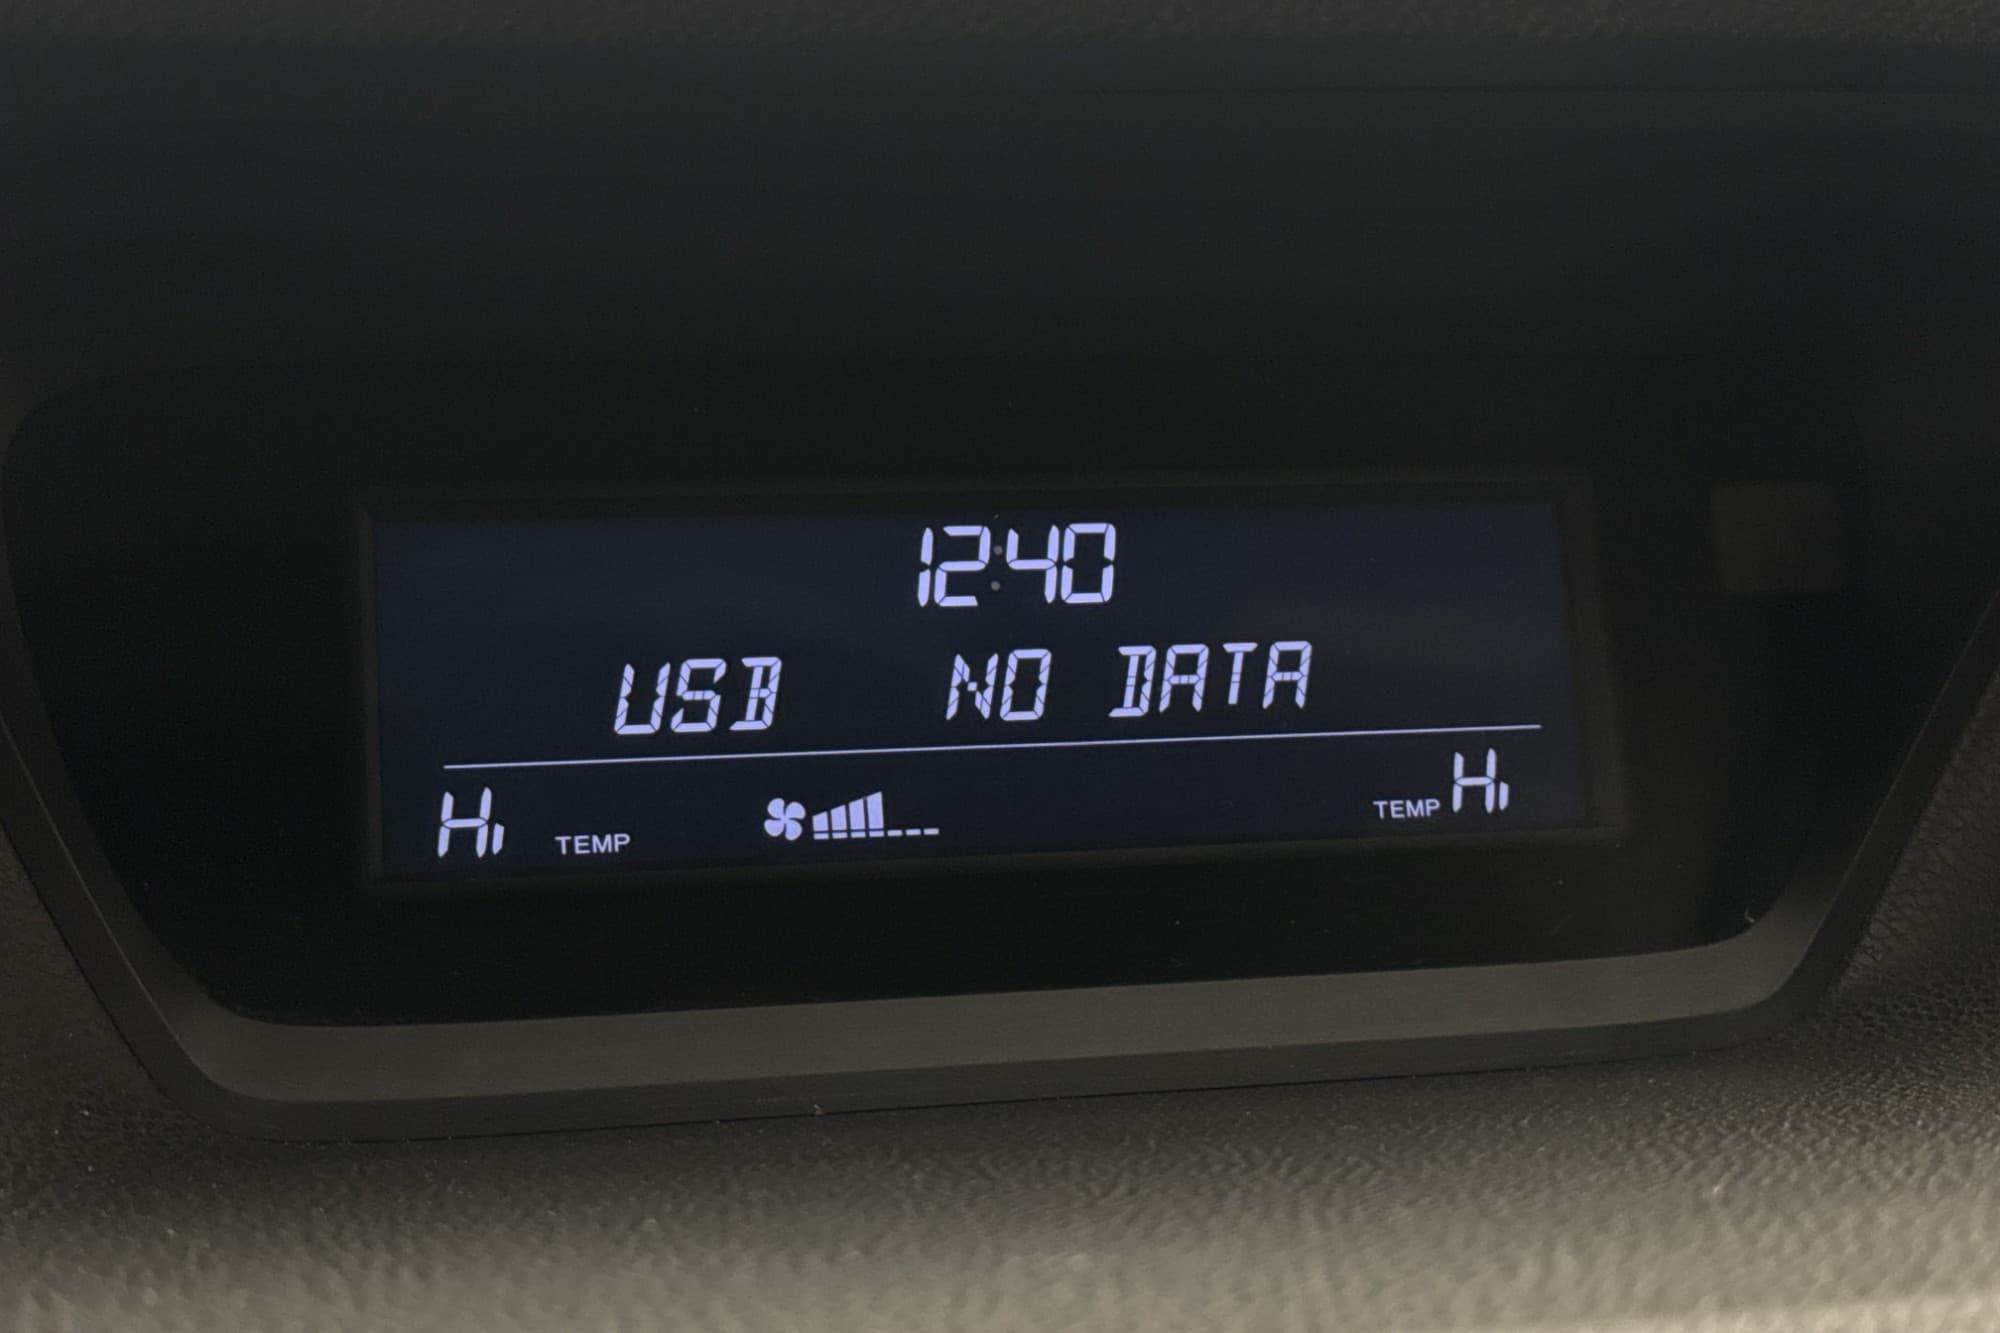 12:40
USB NO DATA
Hi TEMP TEMP Hi